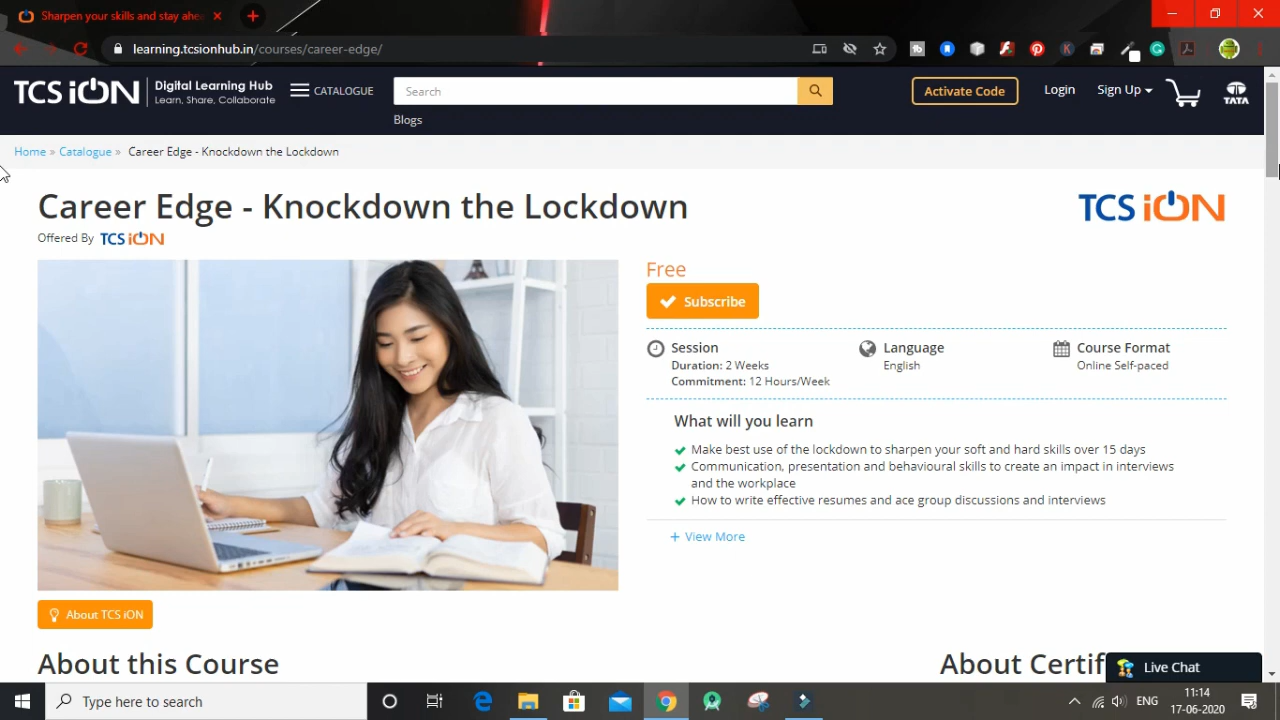 Sharpen your skills and stay ahe
learning.tcsionhub.in/courses/career-edge/
TCS iON
Digital Learning Hub
Learn, Share, Collaborate
CATALOGUE
Search
Activate Code
Login
Sign Up
TATA
Blogs
Home » Catalogue » Career Edge - Knockdown the Lockdown
Career Edge - Knockdown the Lockdown
TCS iON
Offered By TCS iON
Free
Subscribe
Session
Duration: 2 Weeks
Commitment: 12 Hours/Week
Language
English
Course Format
Online Self-paced
What will you learn
Make best use of the lockdown to sharpen your soft and hard skills over 15 days
Communication, presentation and behavioural skills to create an impact in interviews
and the workplace
How to write effective resumes and ace group discussions and interviews
+ View More
About TCS iON
About this Course
About Certif
Live Chat
Type here to search
ENG
11:14
17-06-2020